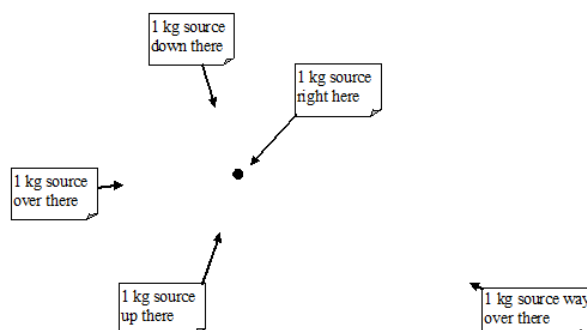 1 kg source
down there
1 kg source
right here
1 kg source
over there
1 kg source
up there
1 kg source way
over there